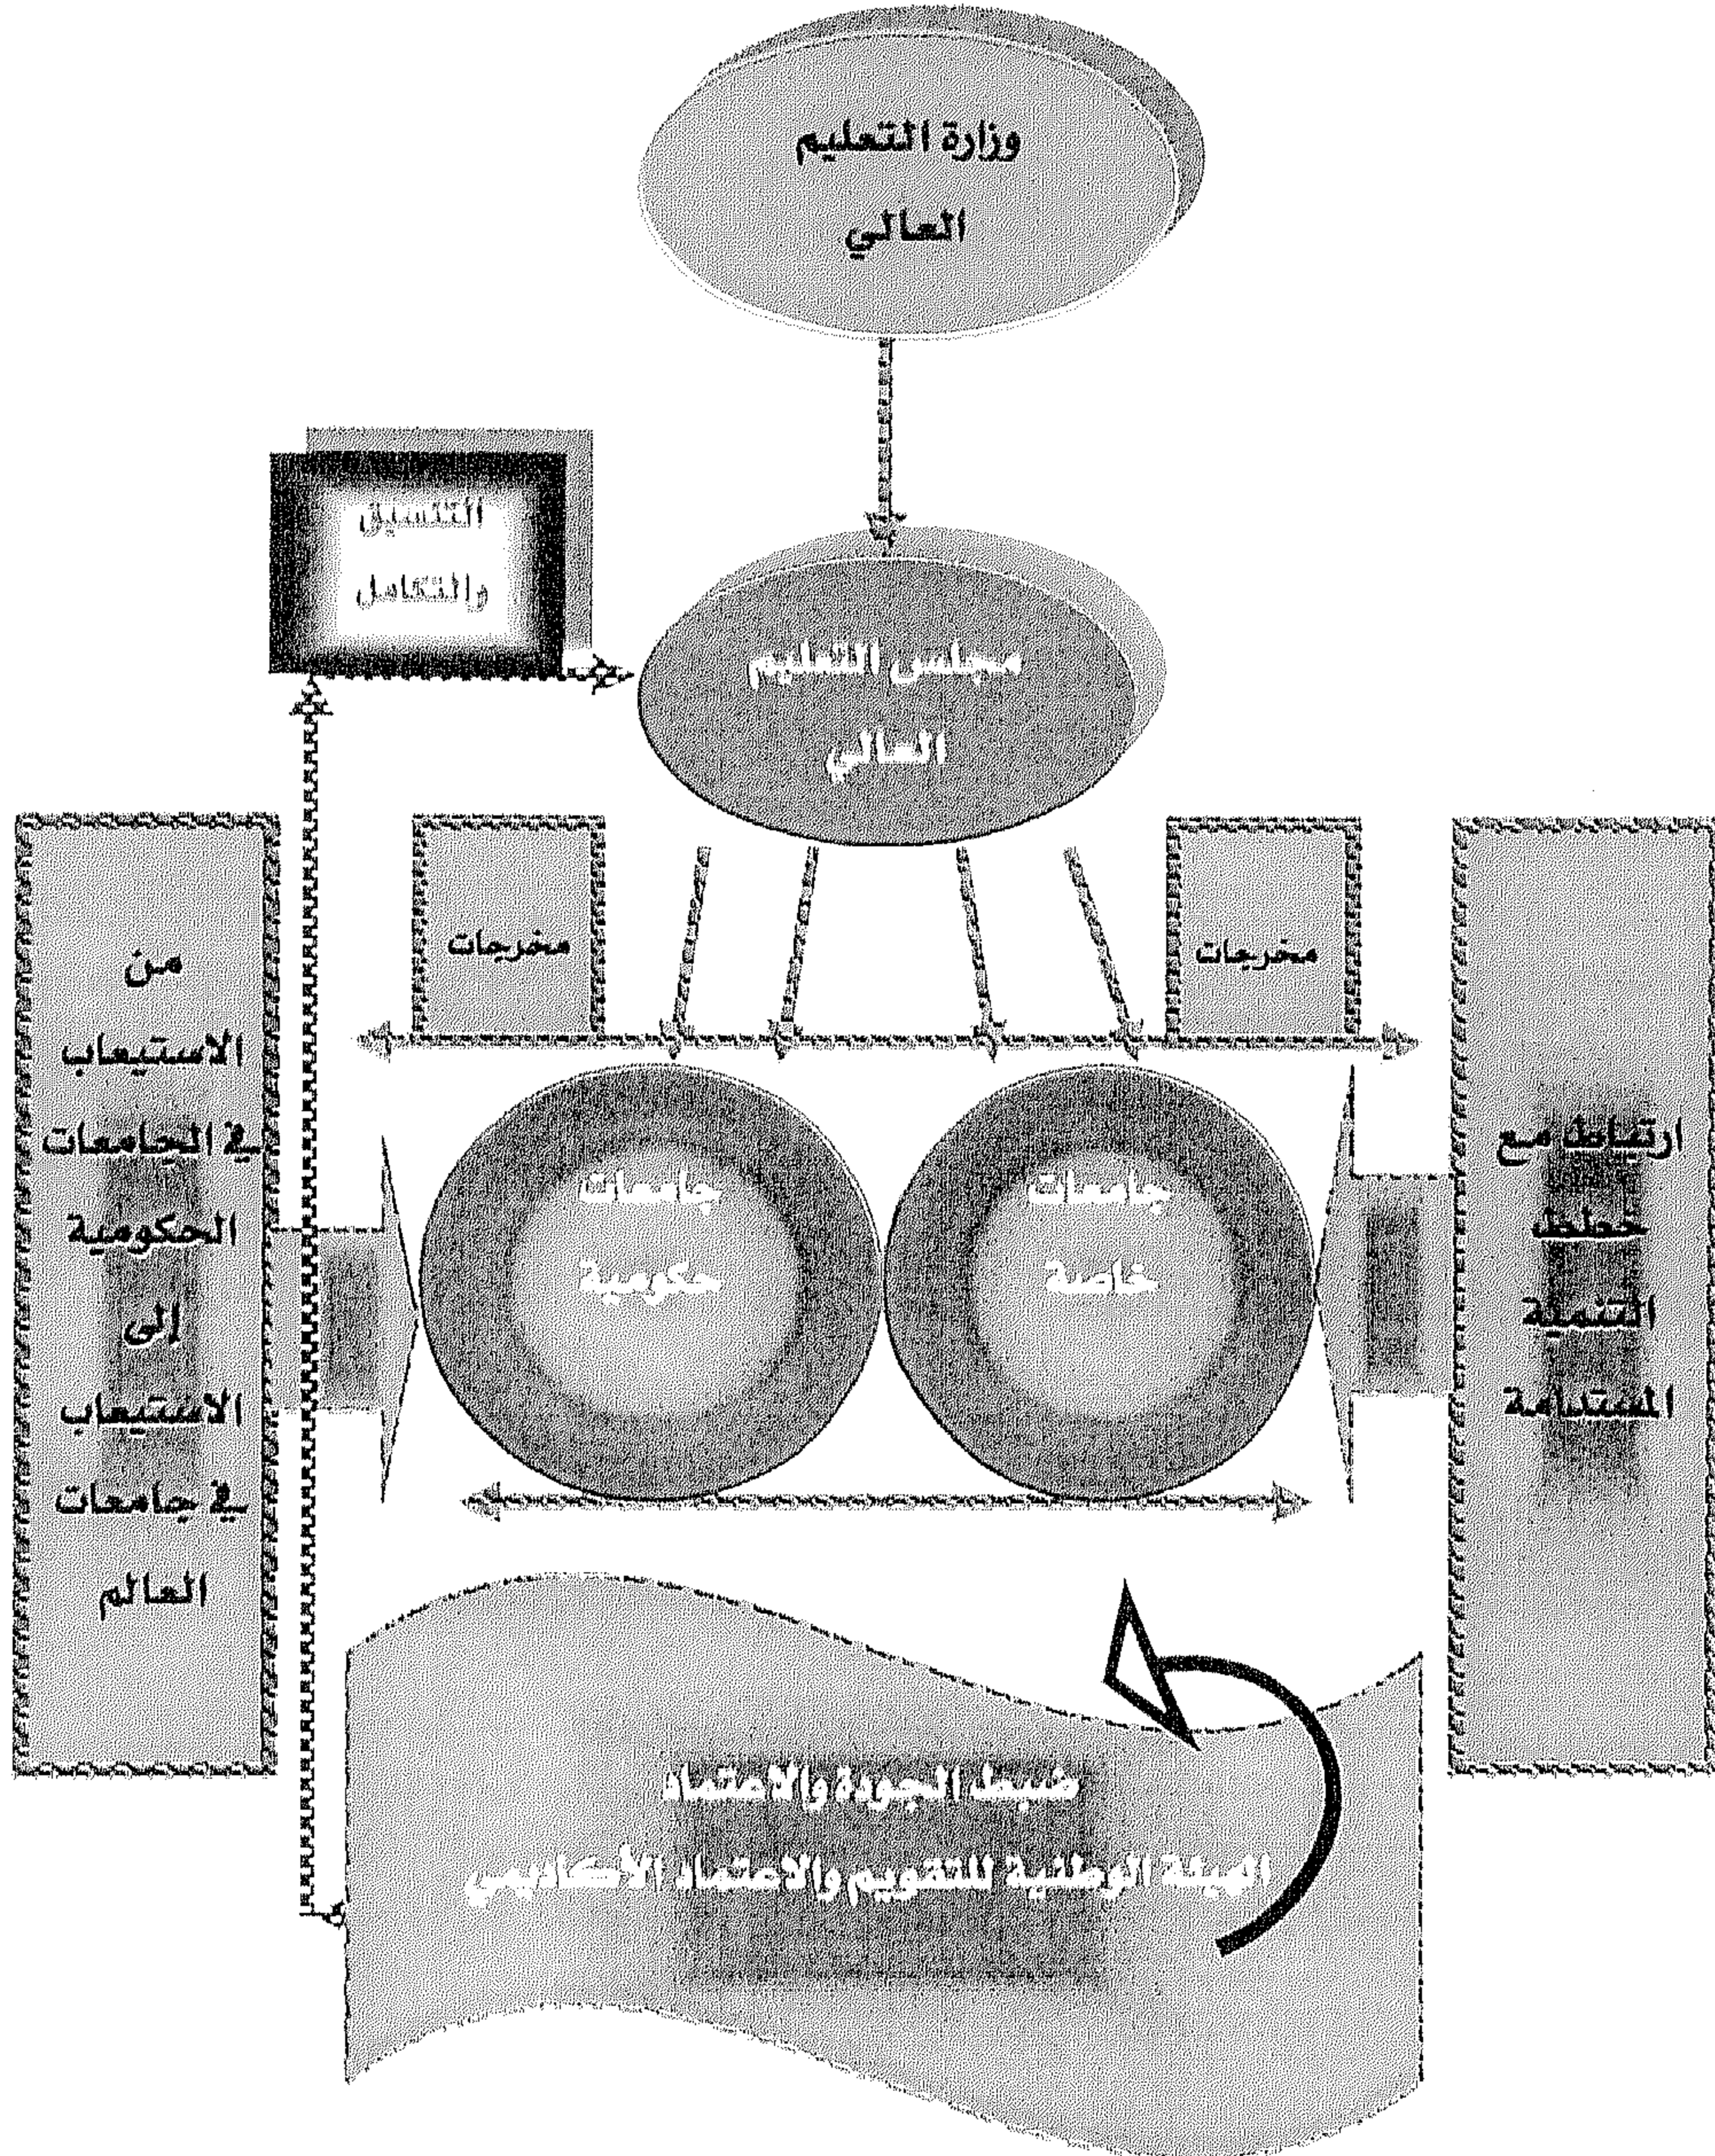 وزارة التعليم
العالي
التنسيق
والتكامل
مجلس التعليم
العالي
مخرجات
مخرجات
ارتباط مع
خطط
التنمية
المستدامة
جامعات
خاصة
جامعات
حكومية
من
الاستيعاب
في الجامعات
الحكومية
إلى
الاستيعاب
في جامعات
العالم
ضبط الجودة والاعتماد
الهيئة الوطنية للتقويم والاعتماد الأكاديمي